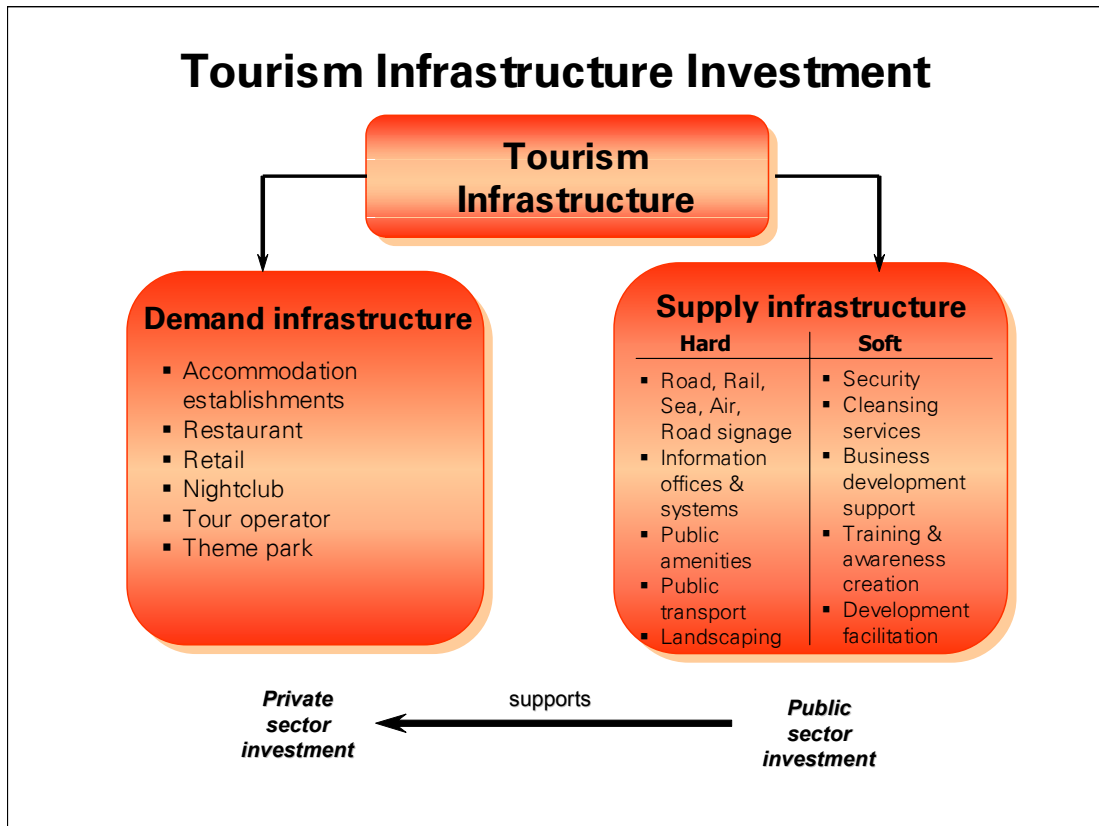 Tourism Infrastructure Investment
Tourism
Infrastructure
Demand infrastructure
▪ Accommodation
establishments
▪ Restaurant
▪ Retail
▪ Nightclub
▪ Tour operator
▪ Theme park
Supply infrastructure
Hard
▪ Road, Rail,
Sea, Air,
Road signage
▪ Information
offices &
systems
▪ Public
amenities
▪ Public
transport
▪ Landscaping
Soft
▪ Security
▪ Cleansing
services
▪ Business
development
support
▪ Training &
awareness
creation
▪ Development
facilitation
Private
sector
investment
supports
Public
sector
investment